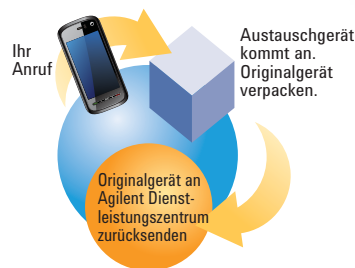 Ihr
Anruf
Austauschgerät
kommt an.
Originalgerät
verpacken.
Originalgerät an
Agilent Dienst-
leistungszentrum
zurücksenden